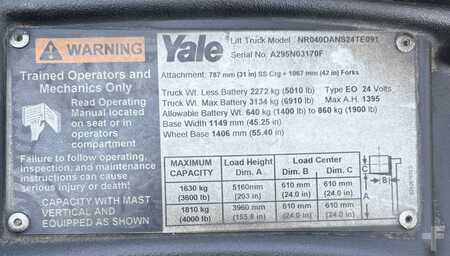 WARNING
Trained Operators and
Mechanics Only
Read Operating
Manual located
on seat or in
operators
compartment
Failure to follow operating,
inspection, and maintenance
instructions can cause
serious injury or death
CAPACITY WITH MAST
VERTICAL AND
EQUIPPED AS SHOWN
Yale
Lift Truck Model NR040DANS24TE091
Serial No. A295N03170F
Attachment: 787 mm (31 in) SS Crg + 1067 mm (42 in) Forks
Truck Wt. Less Battery 2272 kg (5010 lb) Type EO 24 Volts
Truck Wt. Max Battery 3134 kg (6910 lb) Max A.H. 1395
Allowable Battery Wt. 640 kg (1400 lb) to 860 kg (1900 lb)
Base Width 1149 mm (45.25 in)
Wheel Base 1406 mm (55.40 in)
MAXIMUM CAPACITY Load Height Dim. A Load Center Dim. B Dim. C
1630 kg (3600 lb) 5160mm (203 in) 610 mm (24.0 in) 610 mm (24.0 in)
1810 kg (4000 lb) 3960 mm (155.9 in) 610 mm (24.0 in) 610 mm (24.0 in)
C
B
A